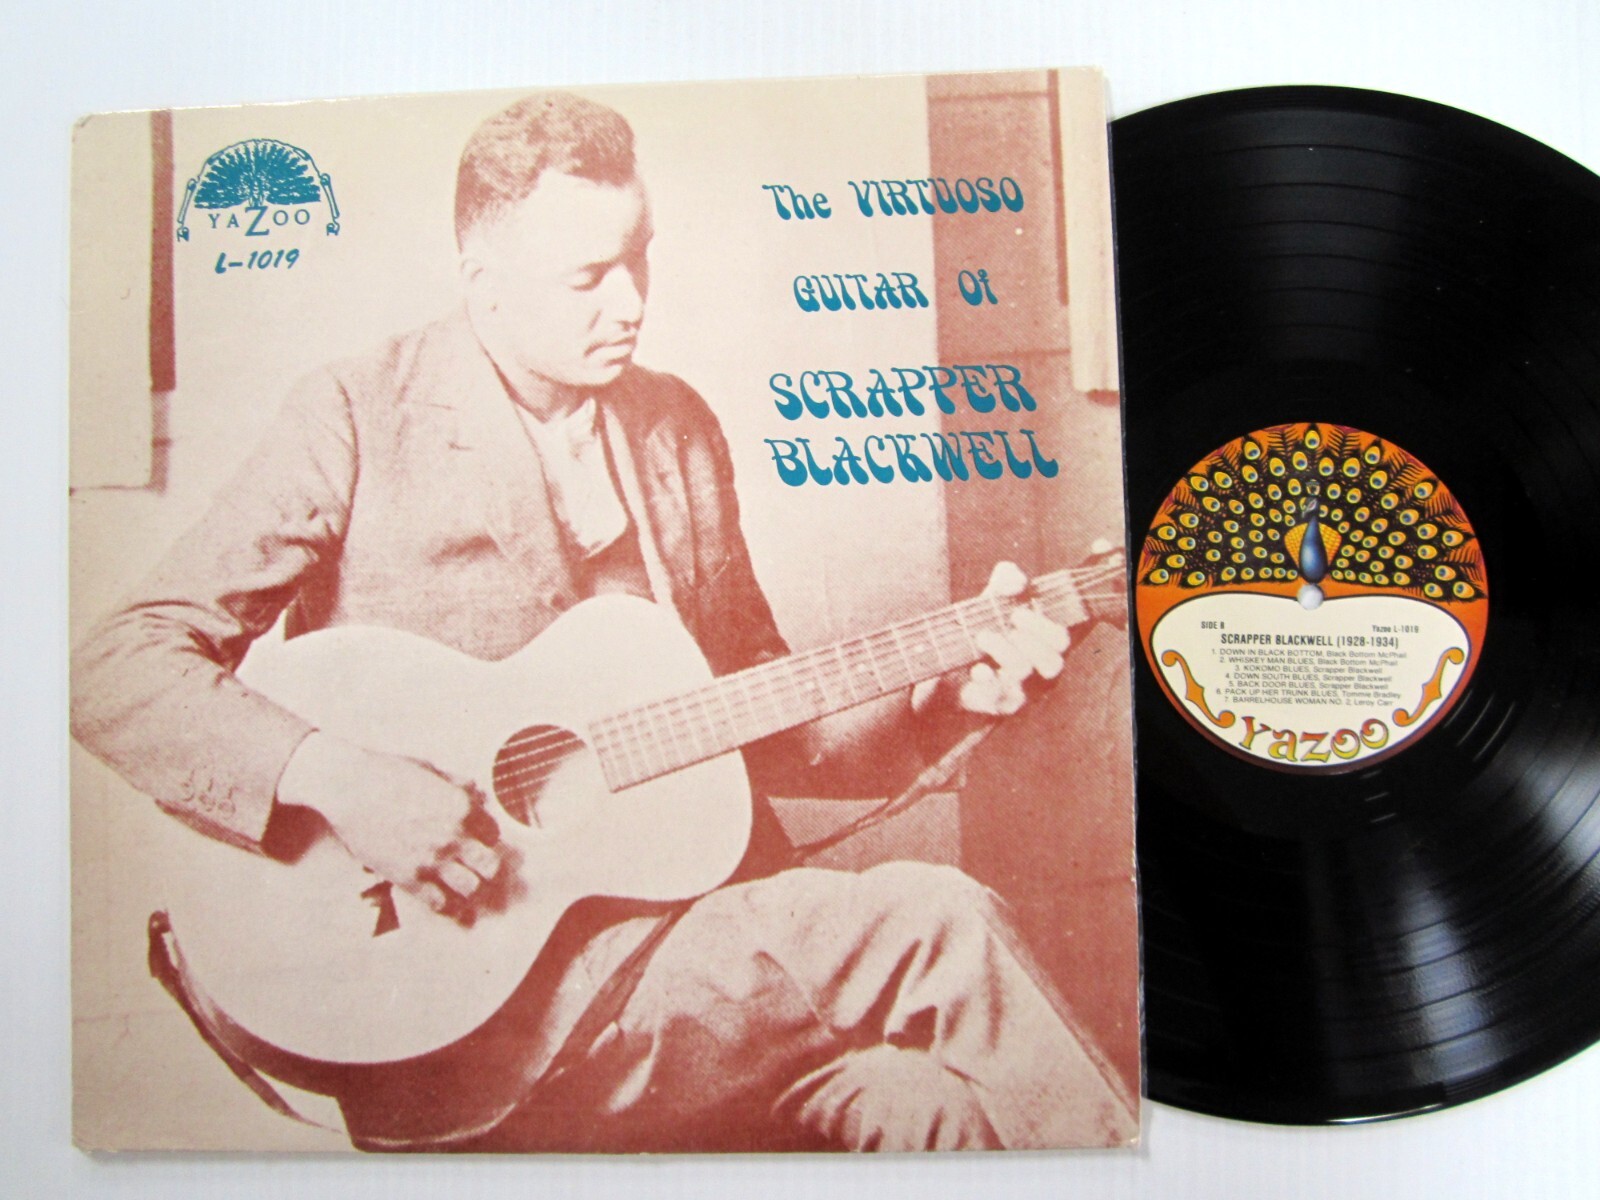 YAZOO
L-1019
The VIRTUOSO
GUITAR Of
SCRAPPER
BLACKWELL
SIDE B
Yazoo L-1019
SCRAPPER BLACKWELL (1928-1934)
1. DOWN IN BLACK BOTTOM, Black Bottom McPhail
2. WHISKEY MAN BLUES, Black Bottom McPhail
3. KOKOMO BLUES, Scrapper Blackwell
4. DOWN SOUTH BLUES, Scrapper Blackwell
5. BACK DOOR BLUES, Scrapper Blackwell
6. PACK UP HER TRUNK BLUES, Tommie Bradley
7. BARRELHOUSE WOMAN NO. 2, Leroy Carr
Yazoo